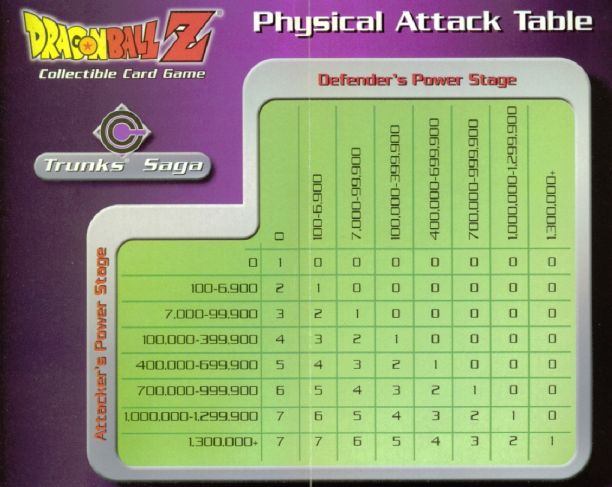 DRAGON BALL Z
Collectible Card Game
Physical Attack Table
Trunks Saga
Defender's Power Stage
0 100-6,900 7,000-99,900 100,000-399,900 400,000-699,900 700,000-999,900 1,000,000-1,299,900 1,300,000+
Attacker's Power Stage
0 1 0 0 0 0 0 0 0
100-6,900 2 1 0 0 0 0 0 0
7,000-99,900 3 2 1 0 0 0 0 0
100,000-399,900 4 3 2 1 0 0 0 0
400,000-699,900 5 4 3 2 1 0 0 0
700,000-999,900 6 5 4 3 2 1 0 0
1,000,000-1,299,900 7 6 5 4 3 2 1 0
1,300,000+ 7 7 6 5 4 3 2 1